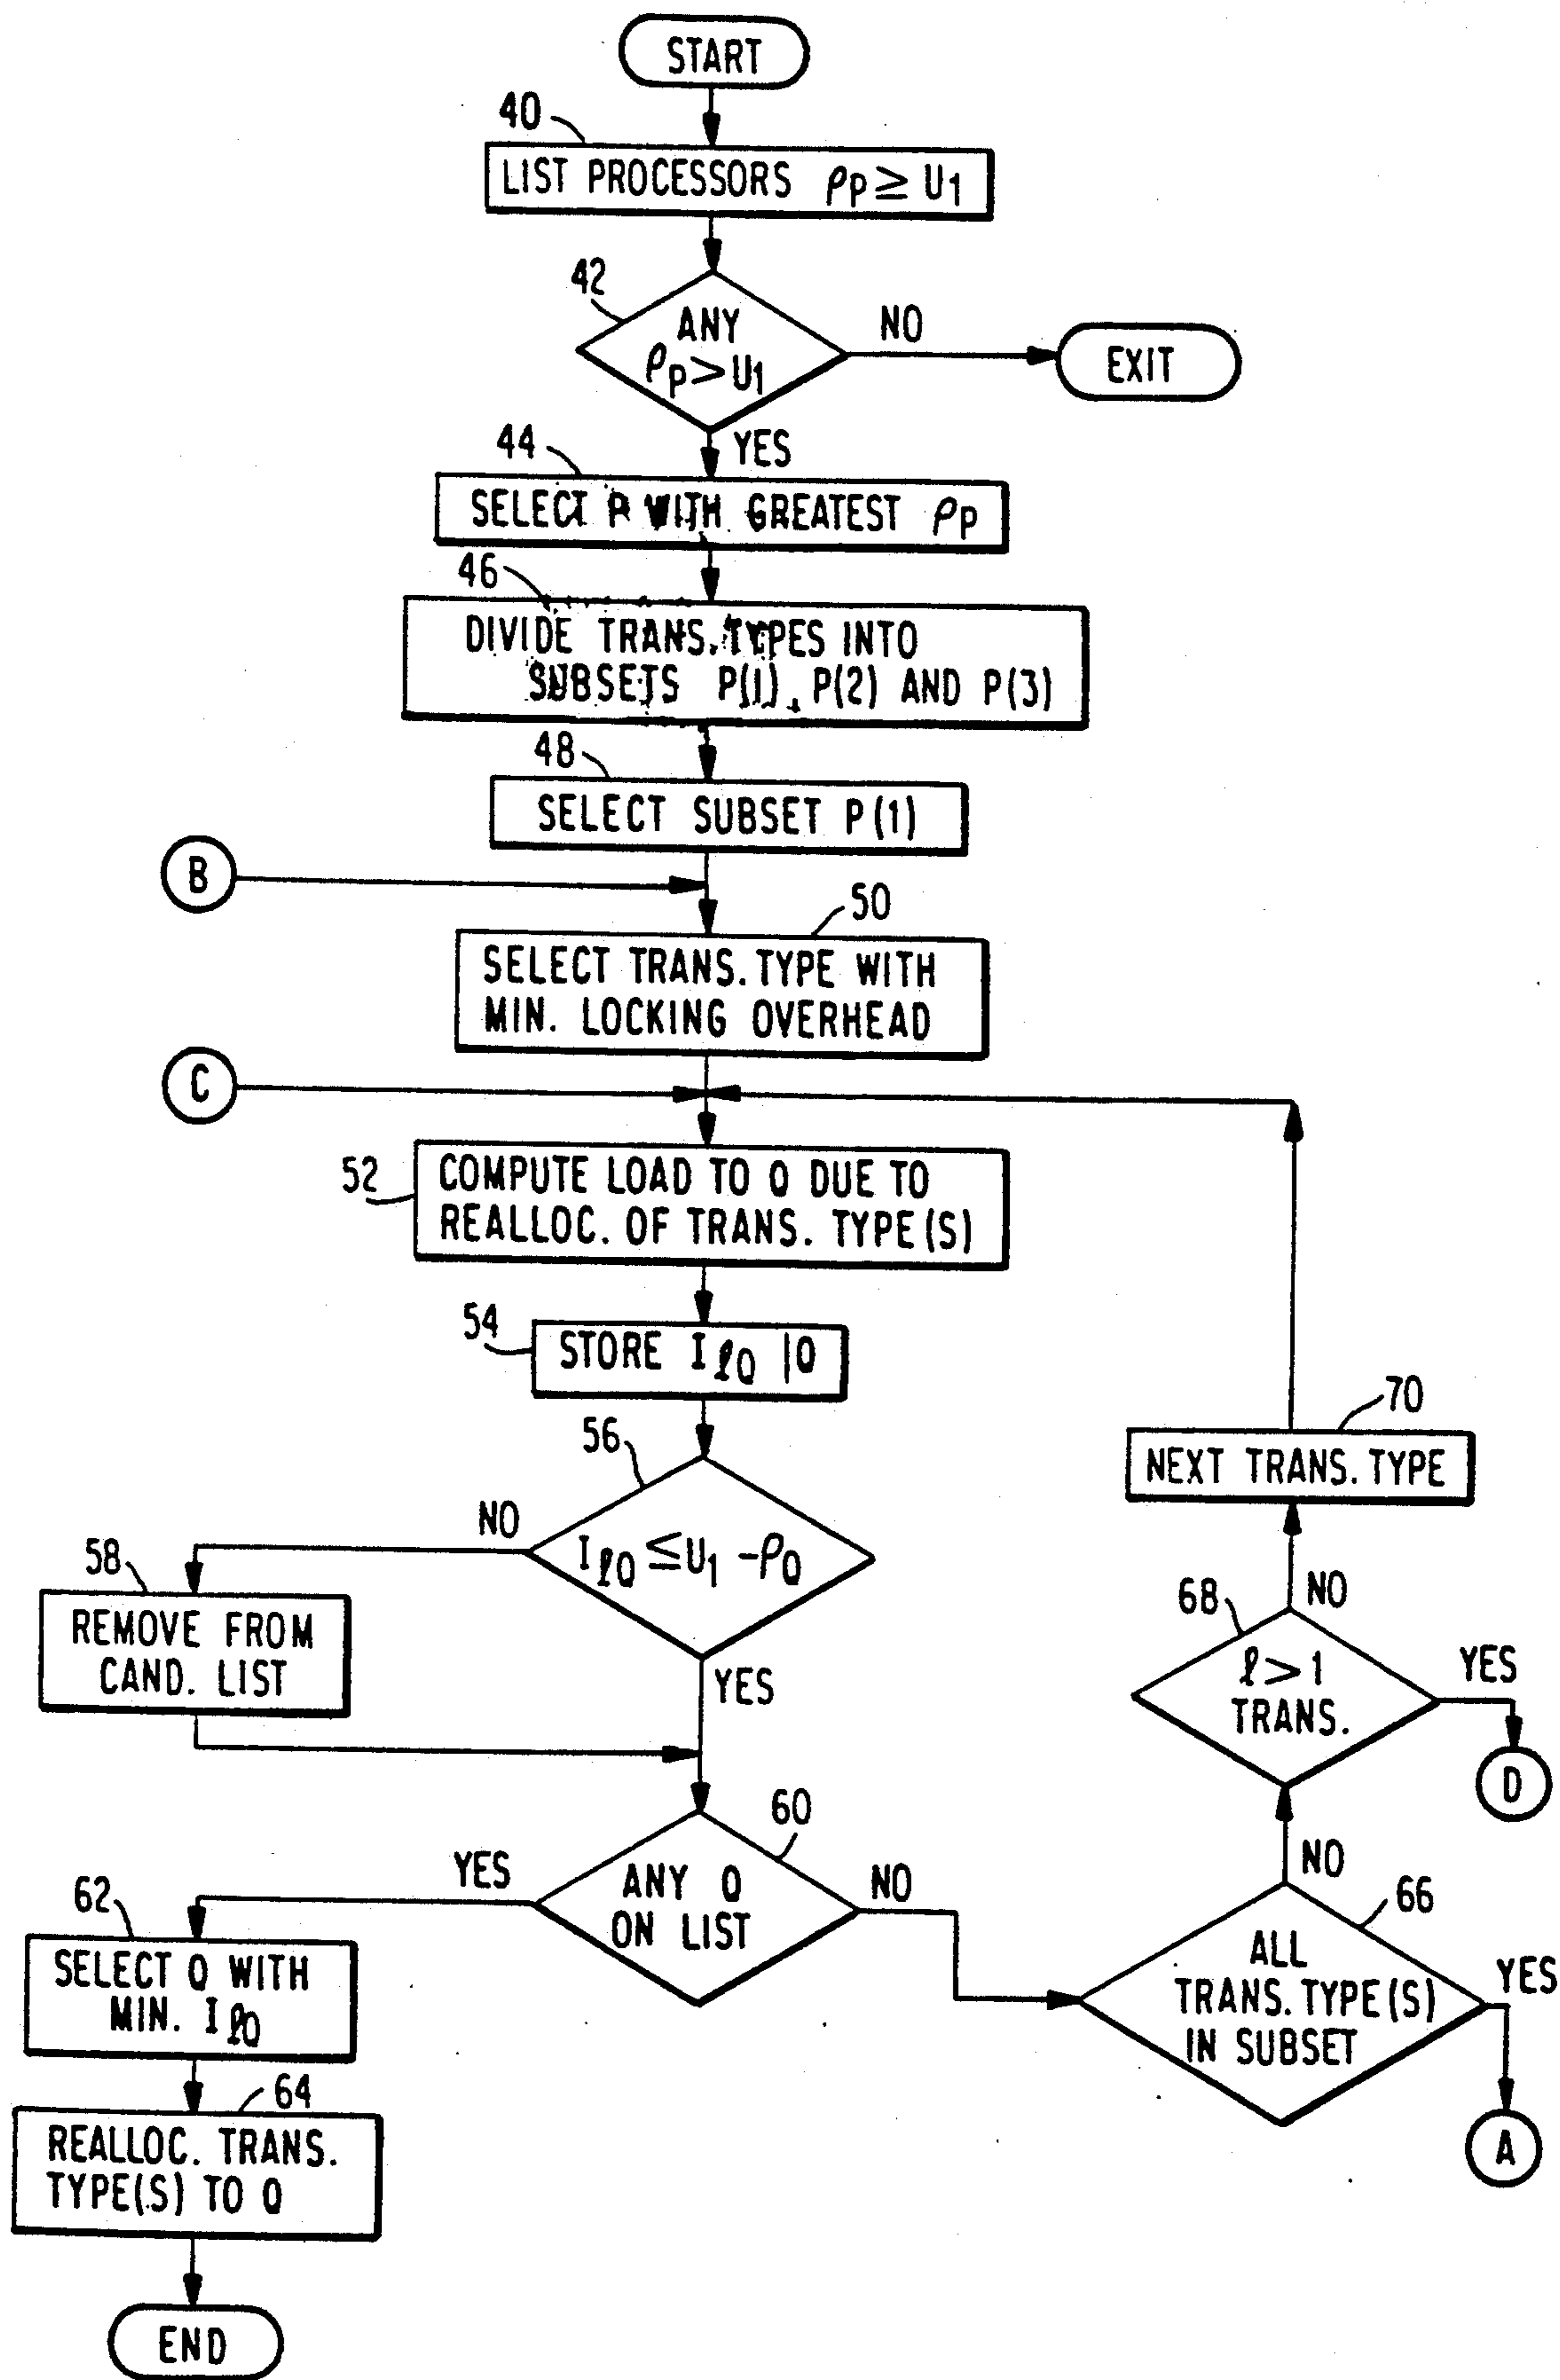 START
40
LIST PROCESSORS ρP ≥ U1
42
ANY
ρP > U1
NO
EXIT
YES
44
SELECT P WITH GREATEST ρP
46
DIVIDE TRANS. TYPES INTO
SUBSETS P(1), P(2) AND P(3)
48
SELECT SUBSET P(1)
B
50
SELECT TRANS. TYPE WITH
MIN. LOCKING OVERHEAD
C
52
COMPUTE LOAD TO Q DUE TO
REALLOC. OF TRANS. TYPE(S)
54
STORE IℓQ |Q
56
IℓQ ≦ U1 - ρQ
NO
YES
58
REMOVE FROM
CAND. LIST
60
ANY Q
ON LIST
YES
NO
62
SELECT Q WITH
MIN. IℓQ
64
REALLOC. TRANS.
TYPE(S) TO Q
END
70
NEXT TRANS. TYPE
NO
68
ℓ > 1
TRANS.
YES
D
NO
66
ALL
TRANS. TYPE(S)
IN SUBSET
YES
A